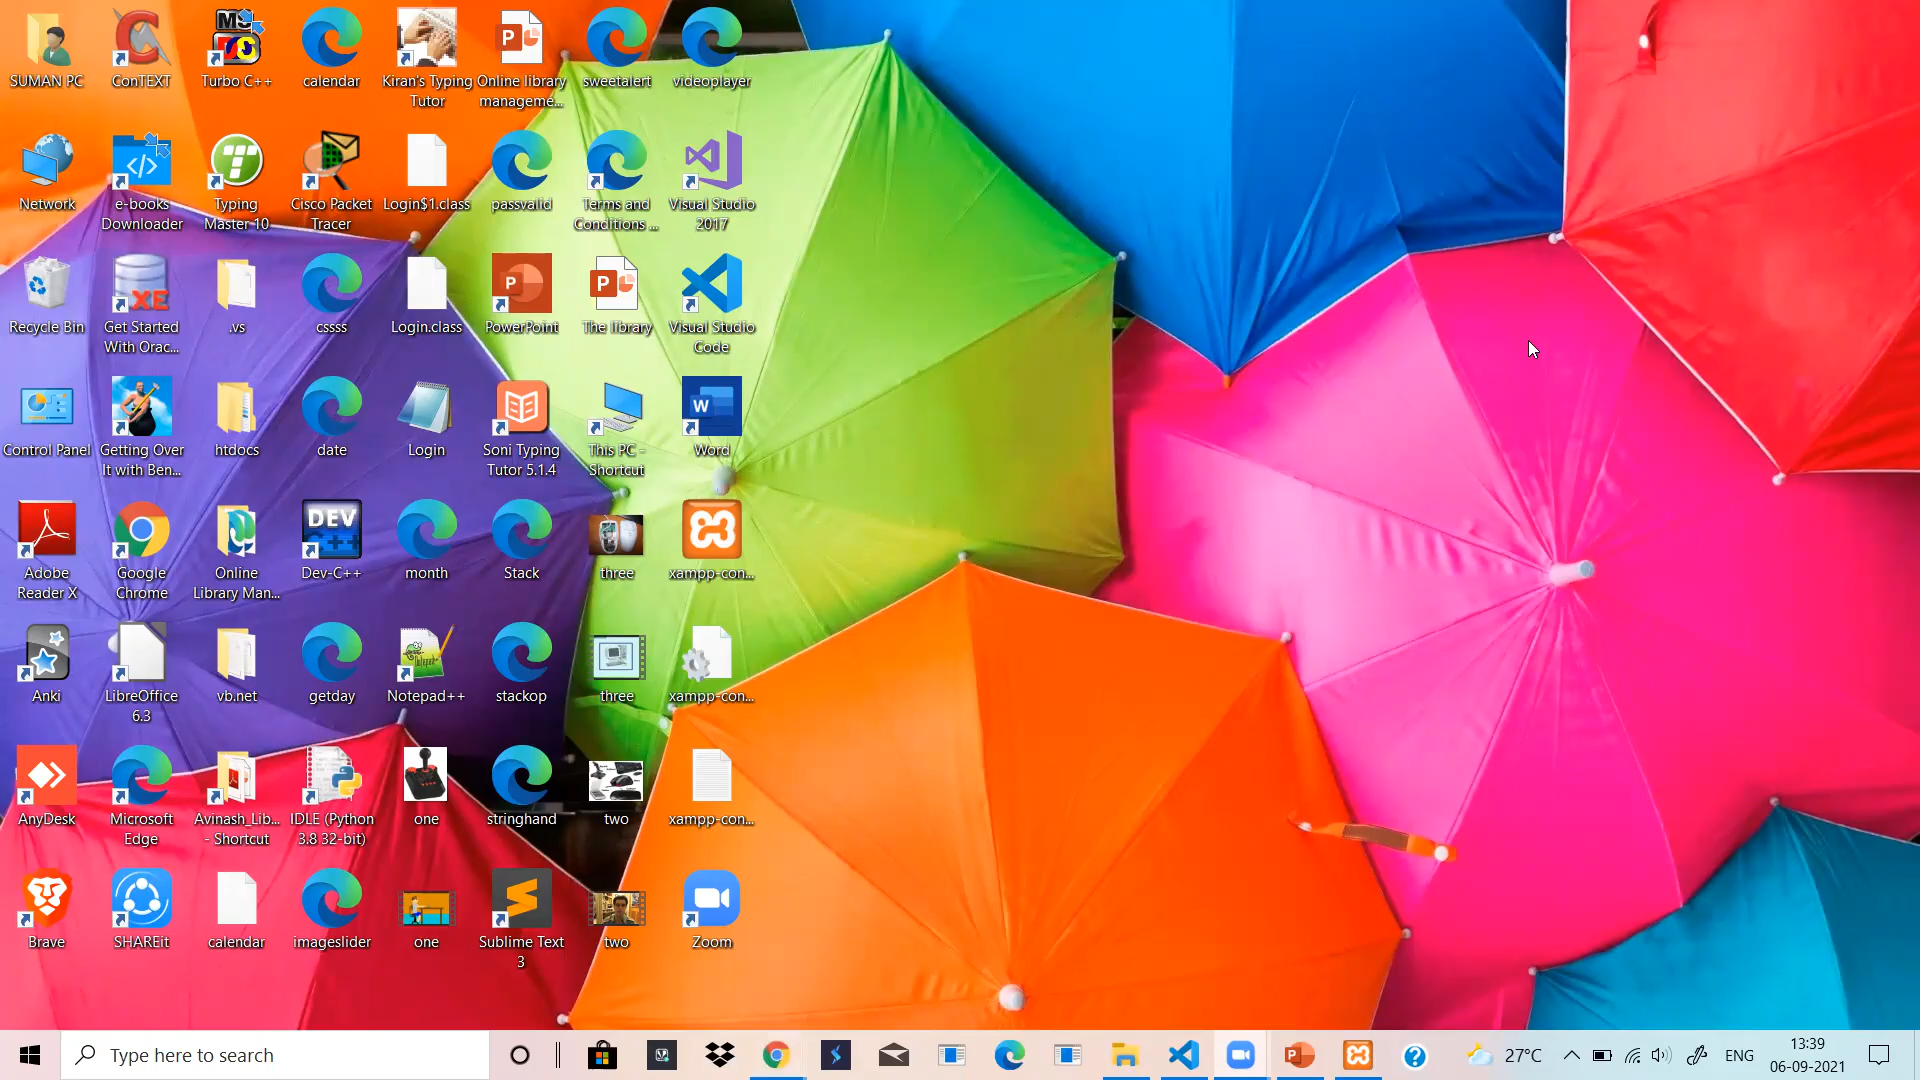 SUMAN PC
ConTEXT
Turbo C++
calendar
Kiran's Typing
Tutor
Online library
manageme...
sweetalert
videoplayer
Network
e-books
Downloader
Typing
Master 10
Cisco Packet
Tracer
Login$1.class
passvalid
Terms and
Conditions ...
Visual Studio
2017
Recycle Bin
Get Started
With Orac...
.vs
cssss
Login.class
PowerPoint
The library
Visual Studio
Code
Control Panel
Getting Over
It with Ben...
htdocs
date
Login
Soni Typing
Tutor 5.1.4
This PC -
Shortcut
Word
Adobe
Reader X
Google
Chrome
Online
Library Man...
Dev-C++
month
Stack
three
xampp-con...
Anki
LibreOffice
6.3
vb.net
getday
Notepad++
stackop
three
xampp-con...
AnyDesk
Microsoft
Edge
Avinash_Lib...
- Shortcut
IDLE (Python
3.8 32-bit)
one
stringhand
two
xampp-con...
Brave
SHAREit
calendar
imageslider
one
Sublime Text
3
two
Zoom
Type here to search
27°C
ENG
13:39
06-09-2021